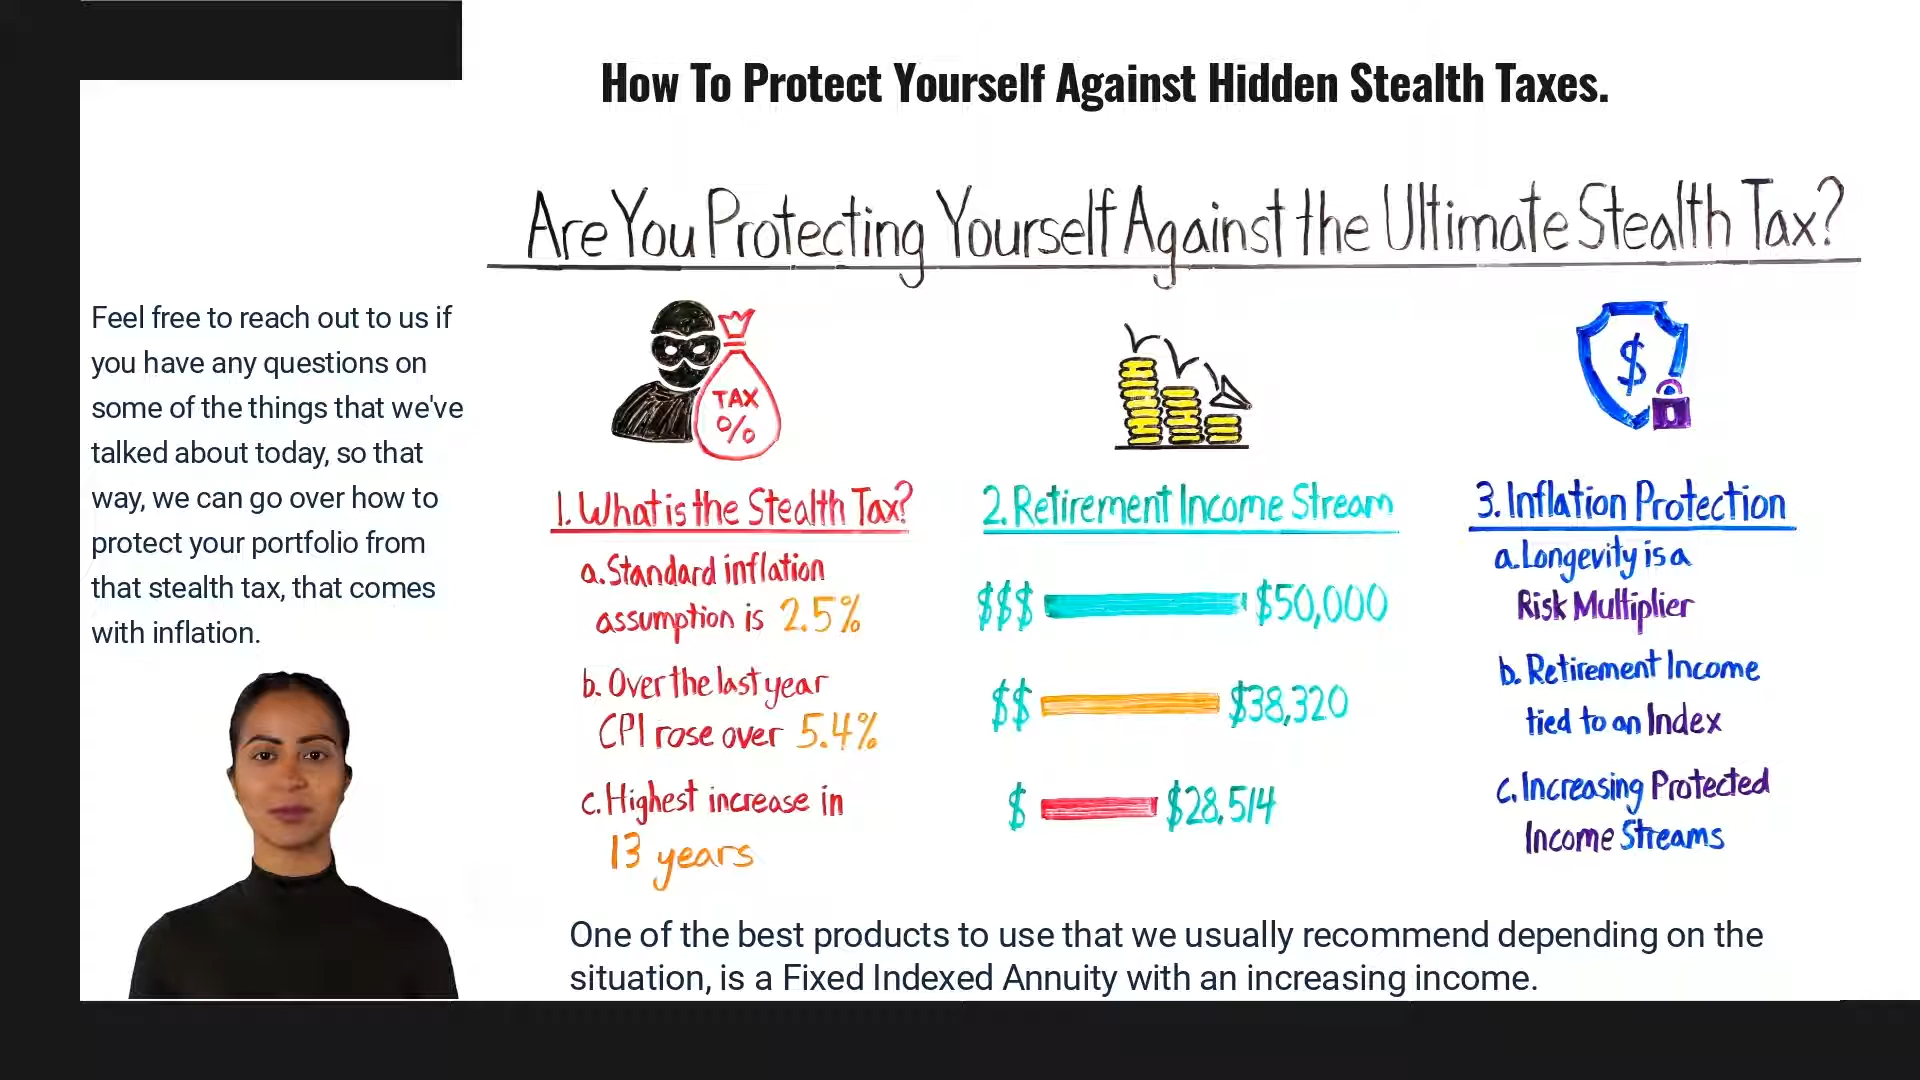 How To Protect Yourself Against Hidden Stealth Taxes.
Are You Protecting Yourself Against the Ultimate Stealth Tax?
Feel free to reach out to us if
you have any questions on
some of the things that we've
talked about today, so that
way, we can go over how to
protect your portfolio from
that stealth tax, that comes
with inflation.
TAX
%
1. What is the Stealth Tax?
a. Standard inflation
assumption is 2.5%
b. Over the last year
CPI rose over 5.4%
c. Highest increase in
13 years
2. Retirement Income Stream
$$$ $50,000
$$ $38,320
$ $28,514
$
3. Inflation Protection
a. Longevity is a
Risk Multiplier
b. Retirement Income
tied to an Index
c. Increasing Protected
Income Streams
One of the best products to use that we usually recommend depending on the
situation, is a Fixed Indexed Annuity with an increasing income.